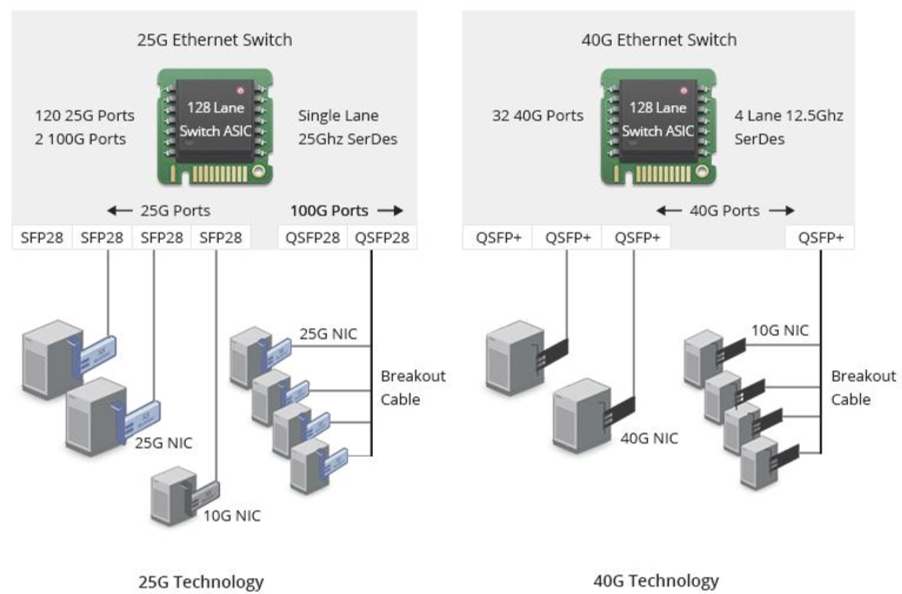 25G Ethernet Switch
120 25G Ports
2 100G Ports
128 Lane
Switch ASIC
Single Lane
25Ghz SerDes
25G Ports
100G Ports
SFP28 SFP28 SFP28 SFP28 QSFP28 QSFP28
25G NIC
Breakout
Cable
25G NIC
10G NIC
25G Technology
40G Ethernet Switch
32 40G Ports
128 Lane
Switch ASIC
4 Lane 12.5Ghz
SerDes
40G Ports
QSFP+ QSFP+ QSFP+ QSFP+
10G NIC
Breakout
Cable
40G NIC
40G Technology